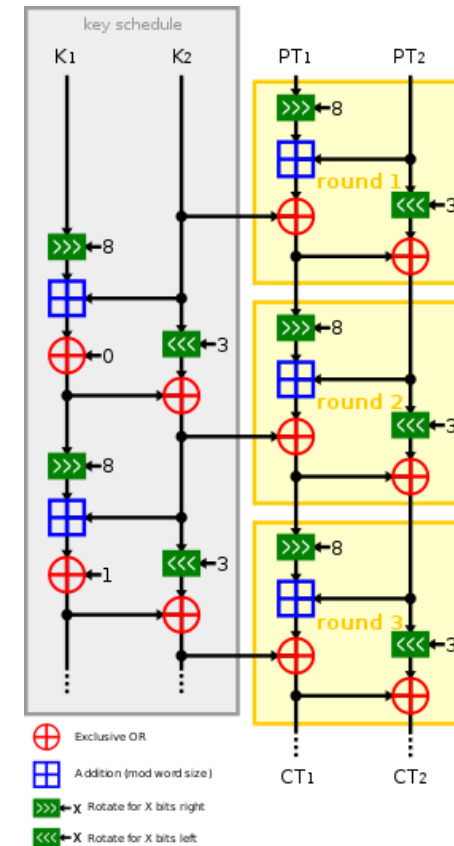 key schedule
K1 K2 PT1 PT2
>>> 8
round 1
<<< 3
>>> 8
0
<<< 3
>>> 8
round 2
<<< 3
>>> 8
1
<<< 3
>>> 8
round 3
<<< 3
CT1 CT2
Exclusive OR
Addition (mod word size)
>>> X Rotate for X bits right
<<< X Rotate for X bits left